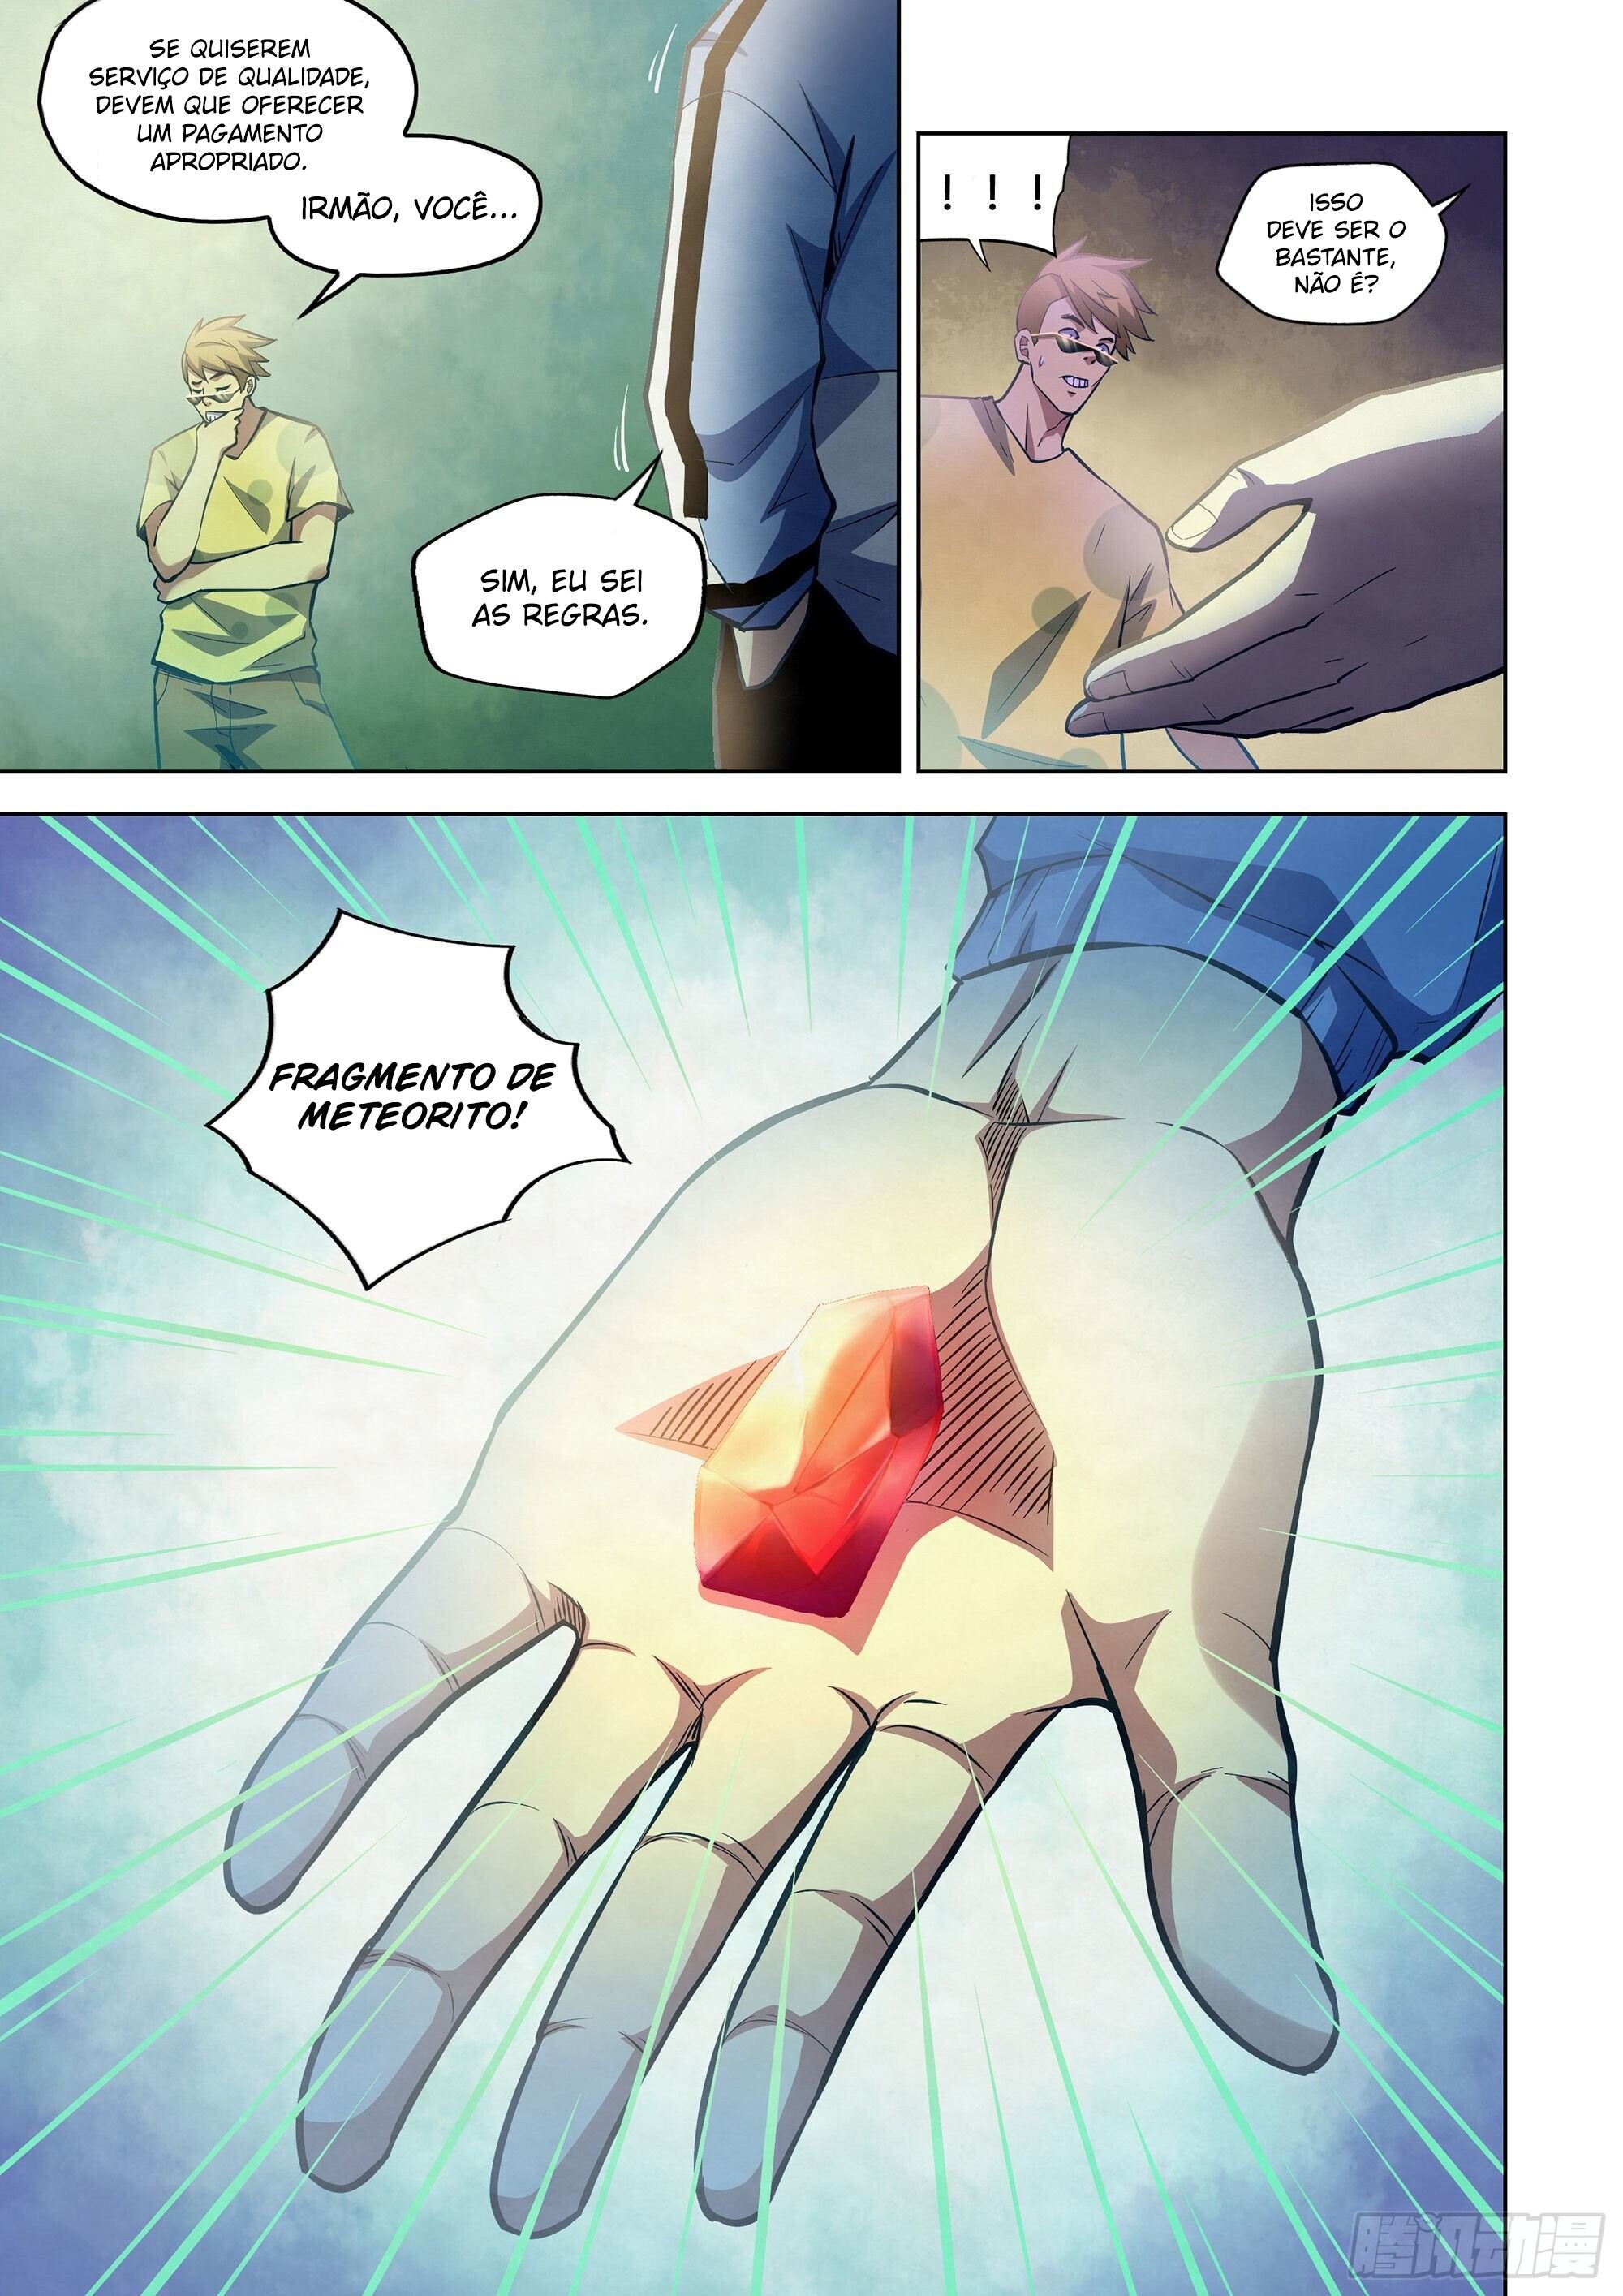 SE QUISEREM
SERVIÇO DE QUALIDADE,
DEVEM QUE OFERECER
UM PAGAMENTO
APROPRIADO.
IRMÃO, VOCÊ...
SIM, EU SEI
AS REGRAS.
! ! !
ISSO
DEVE SER O
BASTANTE,
NÃO É?
FRAGMENTO DE
METEORITO!
腾讯动漫